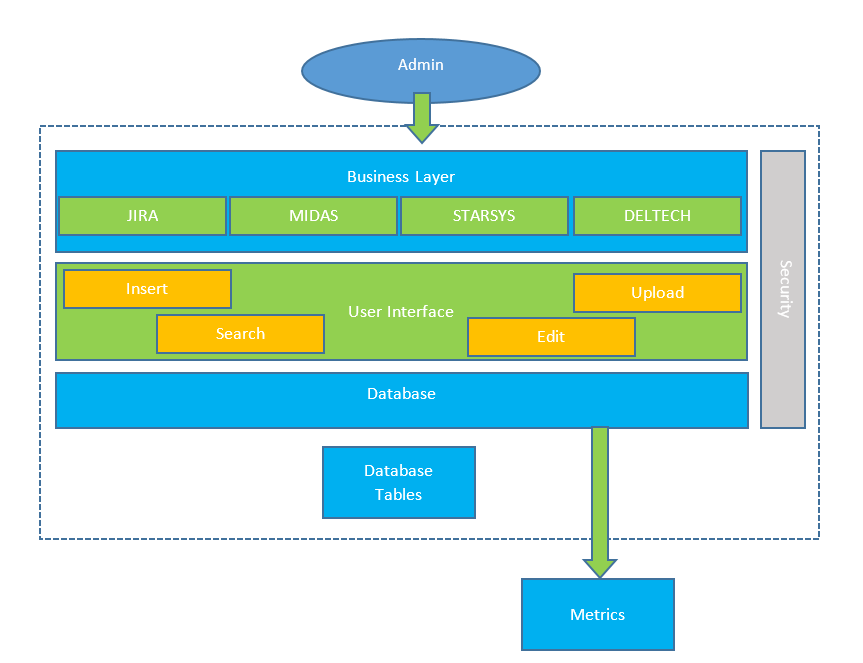 Admin
Business Layer
JIRA
MIDAS
STARSYS
DELTECH
Security
Insert
Upload
User Interface
Search
Edit
Database
Database
Tables
Metrics